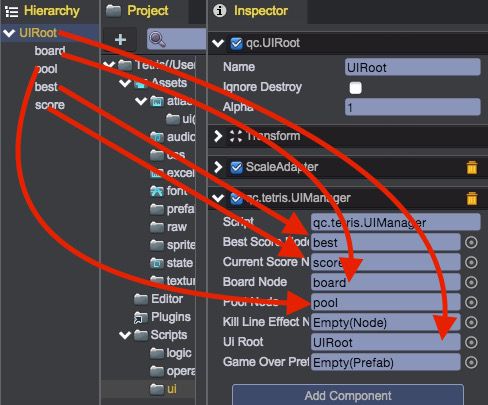 Hierarchy
UIRoot
board
pool
best
score
Project
Tetris(/User
Assets
atlas
ui(
audio
css
excel
font
prefa
raw
sprite
state
textur
Editor
Plugins
Scripts
logic
opera
ui
Inspector
qc.UIRoot
Name UIRoot
Ignore Destroy
Alpha 1
Transform
ScaleAdapter
qc.tetris.UIManager
Script qc.tetris.UIManager
Best Score Node best
Current Score N score
Board Node board
Pool Node pool
Kill Line Effect N Empty(Node)
Ui Root UIRoot
Game Over Pref Empty(Prefab)
Add Component